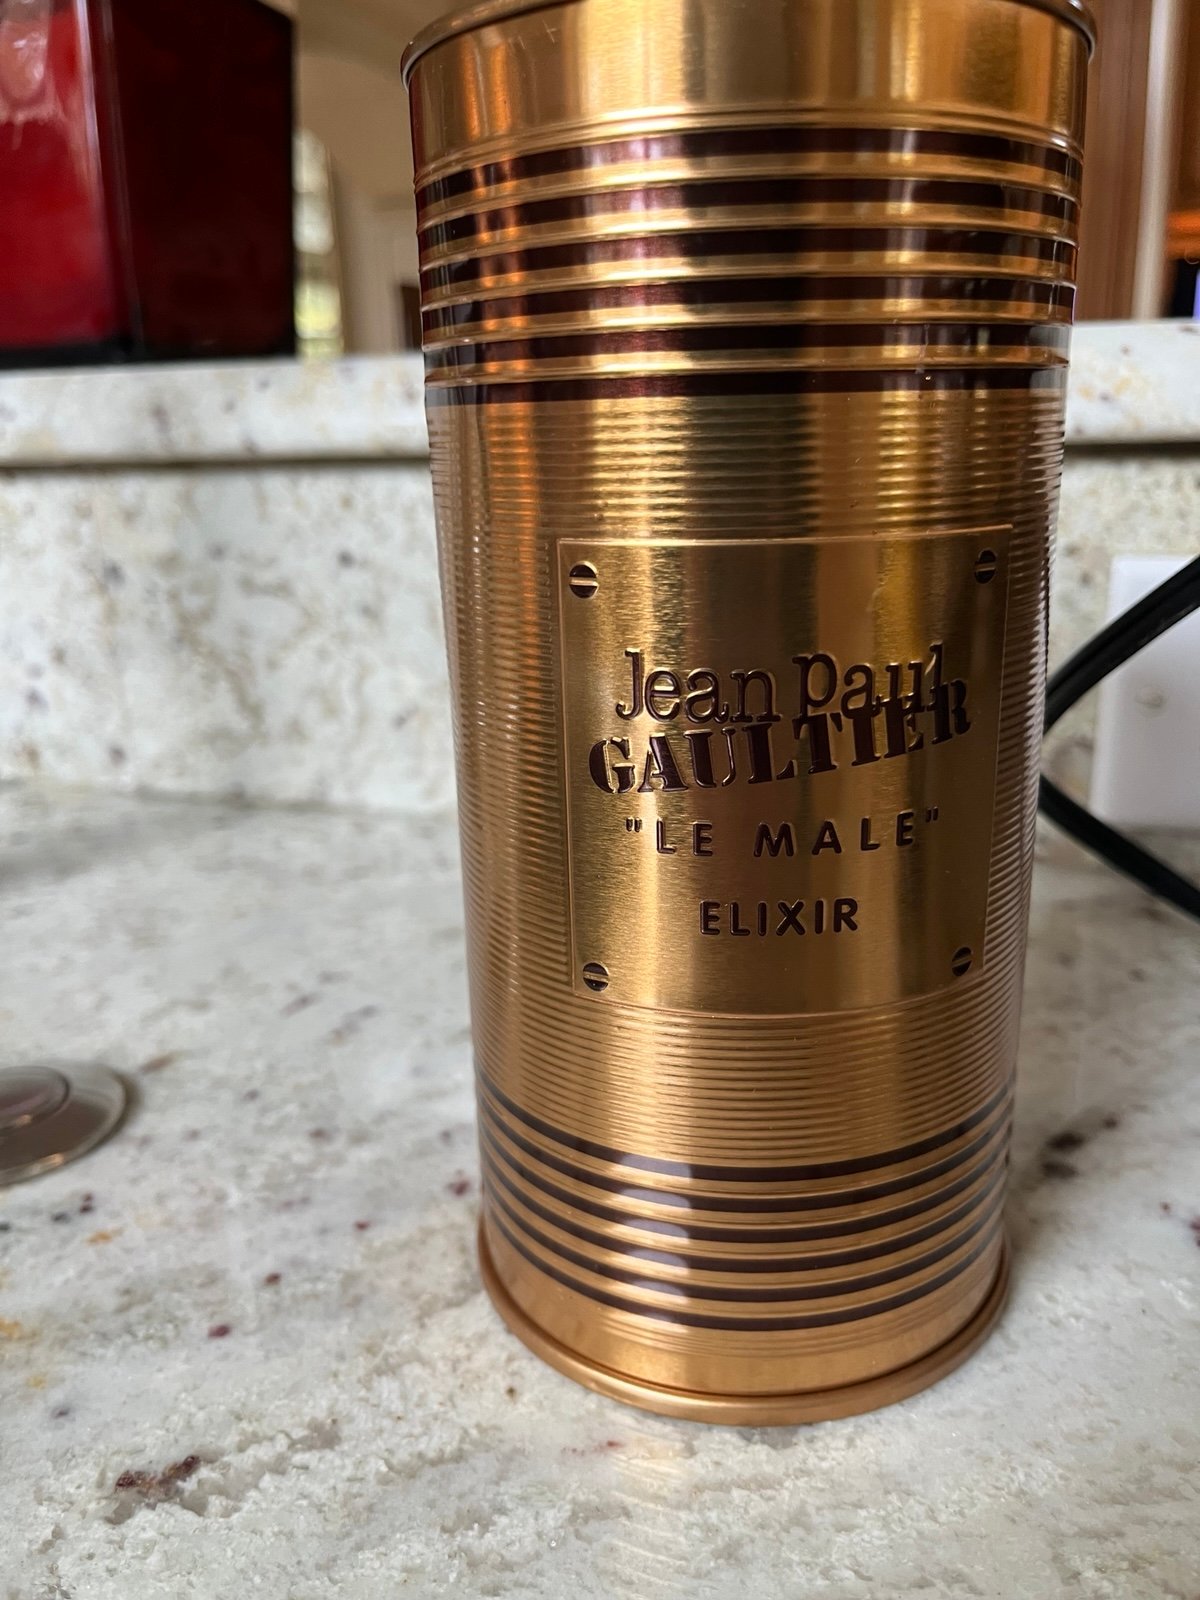 Jean Paul
GAULTIER
"LE MALE"
ELIXIR